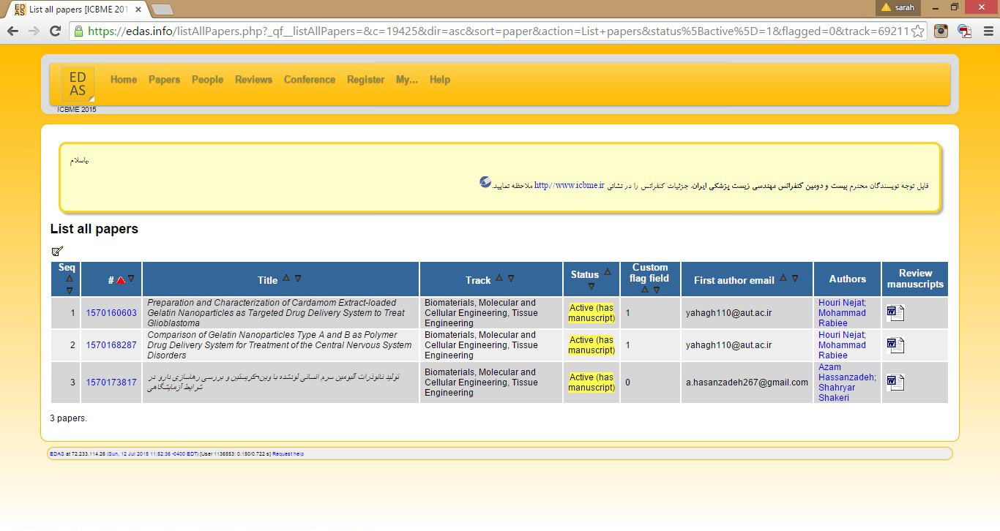 List all papers [ICBME 201
sarah
https://edas.info/listAllPapers.php?_qf__listAllPapers=&c=19425&dir=asc&sort=paper&action=List+papers&status%5Bactive%5D=1&flagged=0&track=69211
ED
AS
Home Papers People Reviews Conference Register My... Help
ICBME 2015
باسلام,
قابل توجه نویسندگان محترم بیست و دومین کنفرانس مهندسی زیست پزشکی ایران. جزئیات کنفرانس را در نشانی http://www.icbme.ir ملاحظه نمایید.
List all papers
Seq # Title Track Status Custom flag field First author email Authors Review manuscripts
1 1570160603 Preparation and Characterization of Cardamom Extract-loaded
Gelatin Nanoparticles as Targeted Drug Delivery System to Treat
Glioblastoma
Biomaterials, Molecular and
Cellular Engineering, Tissue
Engineering
Active (has
manuscript)
1
yahagh110@aut.ac.ir
Houri Nejat;
Mohammad
Rabiee
2 1570168287 Comparison of Gelatin Nanoparticles Type A and B as Polymer
Drug Delivery System for Treatment of the Central Nervous System
Disorders
Biomaterials, Molecular and
Cellular Engineering, Tissue
Engineering
Active (has
manuscript)
1
yahagh110@aut.ac.ir
Houri Nejat;
Mohammad
Rabiee
3 1570173817 تولید نانوذرات آلبومین سرم انسانی لودشده با وین¬کریستین و بررسی رهاسازی دارو در
شرایط آزمایشگاهی
Biomaterials, Molecular and
Cellular Engineering, Tissue
Engineering
Active (has
manuscript)
0
a.hasanzadeh267@gmail.com
Azam
Hassanzadeh;
Shahryar
Shakeri
3 papers.
EDAS at 72.233.114.26 (Sun, 12 Jul 2015 11:52:36 -0400 EDT) [User 1136553: 0.150/0.722 s] Request help